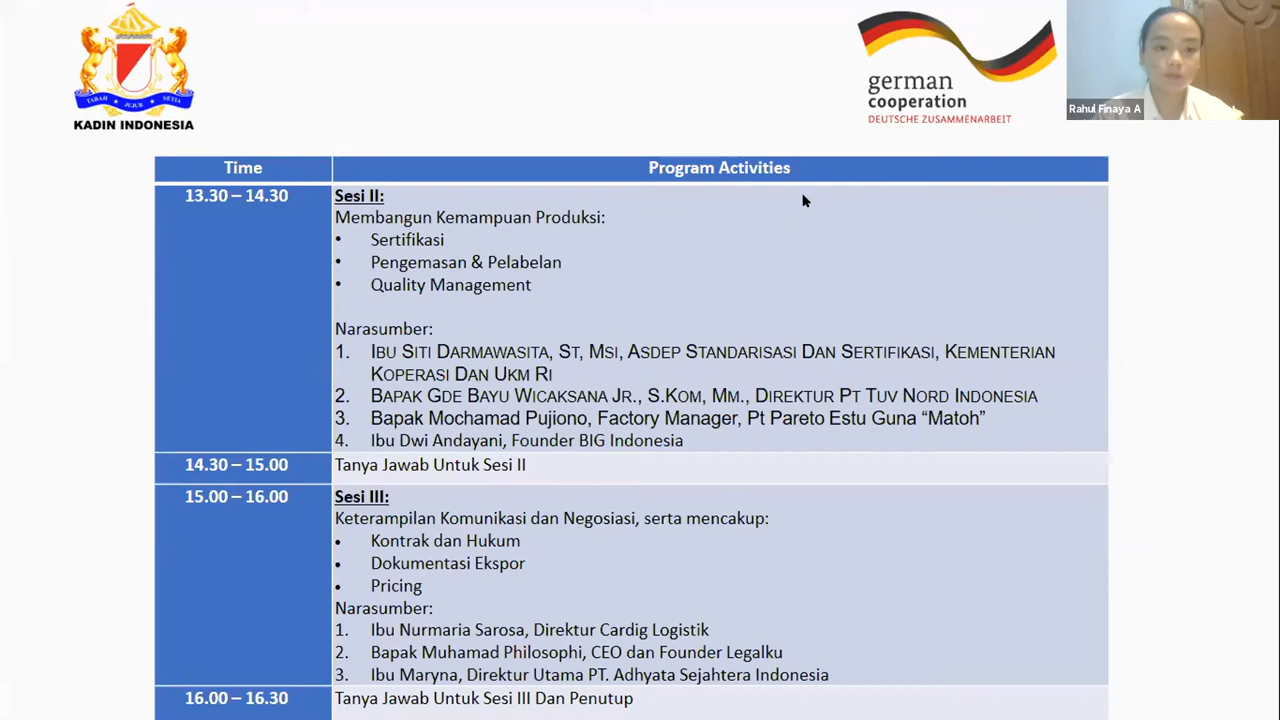 TABAH ★ JUJUR ★ SETIA
KADIN INDONESIA
german
cooperation
DEUTSCHE ZUSAMMENARBEIT
Rahul Finaya A
Time
Program Activities
13.30 – 14.30
Sesi II:
Membangun Kemampuan Produksi:
• Sertifikasi
• Pengemasan & Pelabelan
• Quality Management
Narasumber:
1. IBU SITI DARMAWASITA, ST, MSI, ASDEP STANDARISASI DAN SERTIFIKASI, KEMENTERIAN
KOPERASI DAN UKM RI
2. BAPAK GDE BAYU WICAKSANA JR., S.KOM, MM., DIREKTUR PT TUV NORD INDONESIA
3. Bapak Mochamad Pujiono, Factory Manager, Pt Pareto Estu Guna “Matoh”
4. Ibu Dwi Andayani, Founder BIG Indonesia
14.30 – 15.00
Tanya Jawab Untuk Sesi II
15.00 – 16.00
Sesi III:
Keterampilan Komunikasi dan Negosiasi, serta mencakup:
• Kontrak dan Hukum
• Dokumentasi Ekspor
• Pricing
Narasumber:
1. Ibu Nurmaria Sarosa, Direktur Cardig Logistik
2. Bapak Muhamad Philosophi, CEO dan Founder Legalku
3. Ibu Maryna, Direktur Utama PT. Adhyata Sejahtera Indonesia
16.00 – 16.30
Tanya Jawab Untuk Sesi III Dan Penutup